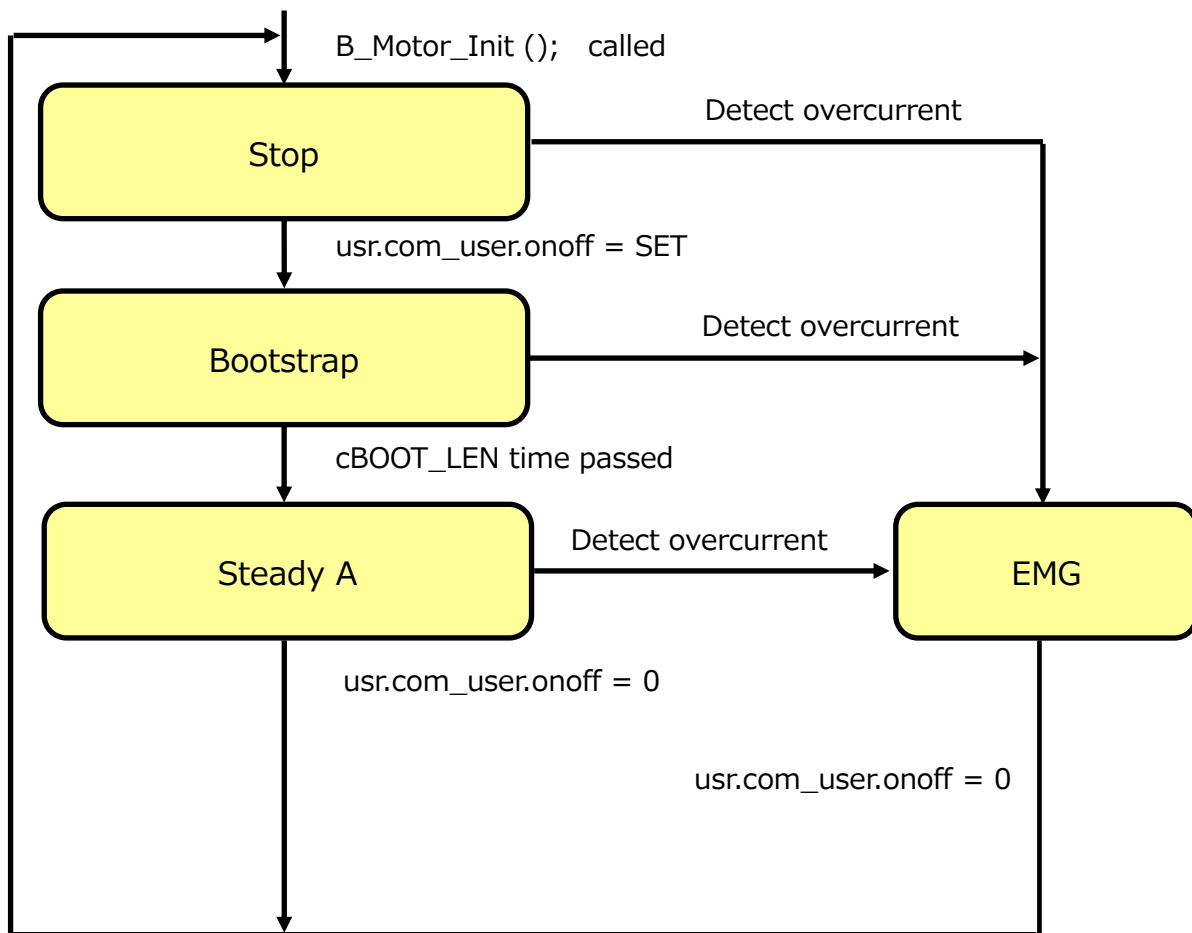 B_Motor_Init ();   called
Detect overcurrent
Stop
usr.com_user.onoff = SET
Detect overcurrent
Bootstrap
cBOOT_LEN time passed
Detect overcurrent
Steady A
EMG
usr.com_user.onoff = 0
usr.com_user.onoff = 0